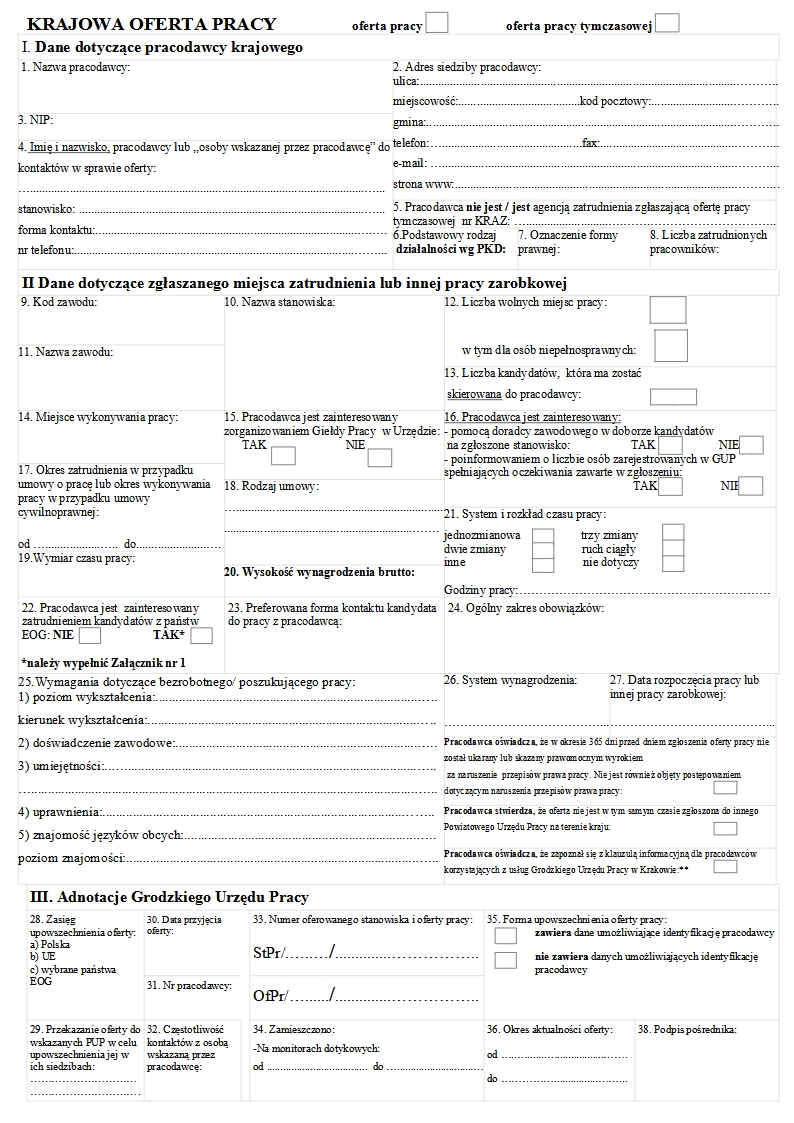 KRAJOWA OFERTA PRACY oferta pracy oferta pracy tymczasowej
I. Dane dotyczące pracodawcy krajowego
1. Nazwa pracodawcy:
2. Adres siedziby pracodawcy:
ulica:..............................................................................
miejscowość:........................................kod pocztowy:........................................
3. NIP:
gmina:..............................................................................
4. Imię i nazwisko, pracodawcy lub „osoby wskazanej przez pracodawcę” do
kontaktów w sprawie oferty:
..............................................................................
telefon:..................................................fax:..................................................
e-mail: ..............................................................................
strona www:..............................................................................
stanowisko: ..............................................................................
forma kontaktu:..............................................................................
nr telefonu:..............................................................................
5. Pracodawca nie jest / jest agencją zatrudnienia zgłaszającą ofertę pracy
tymczasowej nr KRAZ: ............................................................
6.Podstawowy rodzaj
działalności wg PKD:
7. Oznaczenie formy
prawnej:
8. Liczba zatrudnionych
pracowników:
II Dane dotyczące zgłaszanego miejsca zatrudnienia lub innej pracy zarobkowej
9. Kod zawodu:
10. Nazwa stanowiska:
12. Liczba wolnych miejsc pracy:
11. Nazwa zawodu:
w tym dla osób niepełnosprawnych:
13. Liczba kandydatów, która ma zostać
skierowana do pracodawcy:
14. Miejsce wykonywania pracy:
15. Pracodawca jest zainteresowany
zorganizowaniem Giełdy Pracy w Urzędzie:
TAK NIE
16. Pracodawca jest zainteresowany:
- pomocą doradcy zawodowego w doborze kandydatów
na zgłoszone stanowisko: TAK NIE
- poinformowaniem o liczbie osób zarejestrowanych w GUP
spełniających oczekiwania zawarte w zgłoszeniu:
TAK NIE
17. Okres zatrudnienia w przypadku
umowy o pracę lub okres wykonywania
pracy w przypadku umowy
cywilnoprawnej:
od ........................ do........................
18. Rodzaj umowy:
............................................................
............................................................
19.Wymiar czasu pracy:
20. Wysokość wynagrodzenia brutto:
21. System i rozkład czasu pracy:
jednozmianowa trzy zmiany
dwie zmiany ruch ciągły
inne nie dotyczy
Godziny pracy:............................................................
22. Pracodawca jest zainteresowany
zatrudnieniem kandydatów z państw
EOG: NIE TAK*
*należy wypełnić Załącznik nr 1
23. Preferowana forma kontaktu kandydata
do pracy z pracodawcą:
24. Ogólny zakres obowiązków:
25.Wymagania dotyczące bezrobotnego/ poszukującego pracy:
1) poziom wykształcenia:............................................................
kierunek wykształcenia:............................................................
2) doświadczenie zawodowe:............................................................
3) umiejętności:............................................................
..............................................................................
4) uprawnienia:............................................................
5) znajomość języków obcych:............................................................
poziom znajomości:............................................................
26. System wynagrodzenia:
........................................
27. Data rozpoczęcia pracy lub
innej pracy zarobkowej:
........................................
Pracodawca oświadcza, że w okresie 365 dni przed dniem zgłoszenia oferty pracy nie
został ukarany lub skazany prawomocnym wyrokiem
za naruszenie przepisów prawa pracy. Nie jest również objęty postępowaniem
dotyczącym naruszenia przepisów prawa pracy:
Pracodawca stwierdza, że oferta nie jest w tym samym czasie zgłoszona do innego
Powiatowego Urzędu Pracy na terenie kraju:
Pracodawca oświadcza, że zapoznał się z klauzulą informacyjną dla pracodawców
korzystających z usług Grodzkiego Urzędu Pracy w Krakowie:**
III. Adnotacje Grodzkiego Urzędu Pracy
28. Zasięg
upowszechnienia oferty:
a) Polska
b) UE
c) wybrane państwa
EOG
30. Data przyjęcia
oferty:
31. Nr pracodawcy:
33. Numer oferowanego stanowiska i oferty pracy:
StPr/........../..............................
OfPr/........../..............................
35. Forma upowszechnienia oferty pracy:
zawiera dane umożliwiające identyfikację pracodawcy
nie zawiera danych umożliwiających identyfikację
pracodawcy
29. Przekazanie oferty do
wskazanych PUP w celu
upowszechnienia jej w
ich siedzibach:
..............................
..............................
32. Częstotliwość
kontaktów z osobą
wskazaną przez
pracodawcę:
34. Zamieszczono:
-Na monitorach dotykowych:
od .............................. do ..............................
36. Okres aktualności oferty:
od ........................................
do ........................................
38. Podpis pośrednika: